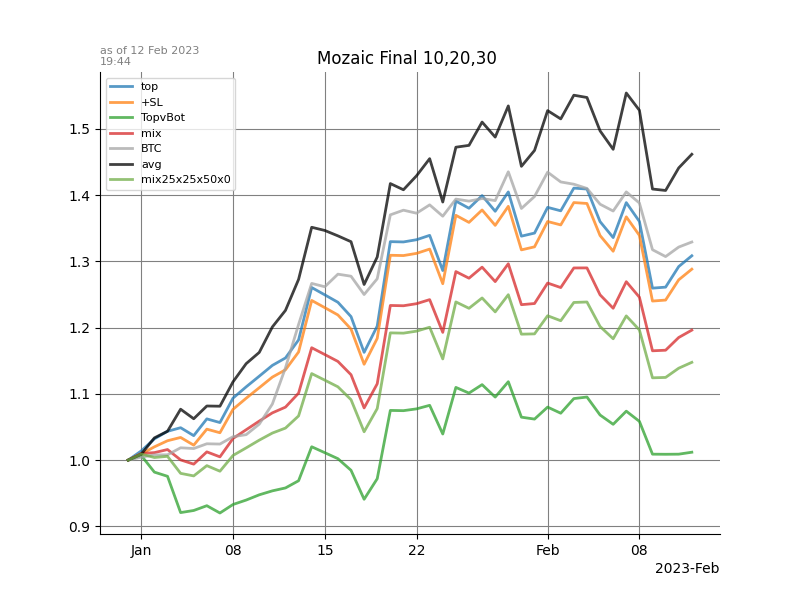 as of 12 Feb 2023
19:44
Mozaic Final 10,20,30
top
+SL
TopvBot
mix
BTC
avg
mix25x25x50x0
1.5
1.4
1.3
1.2
1.1
1.0
0.9
Jan 08 15 22 Feb 08
2023-Feb